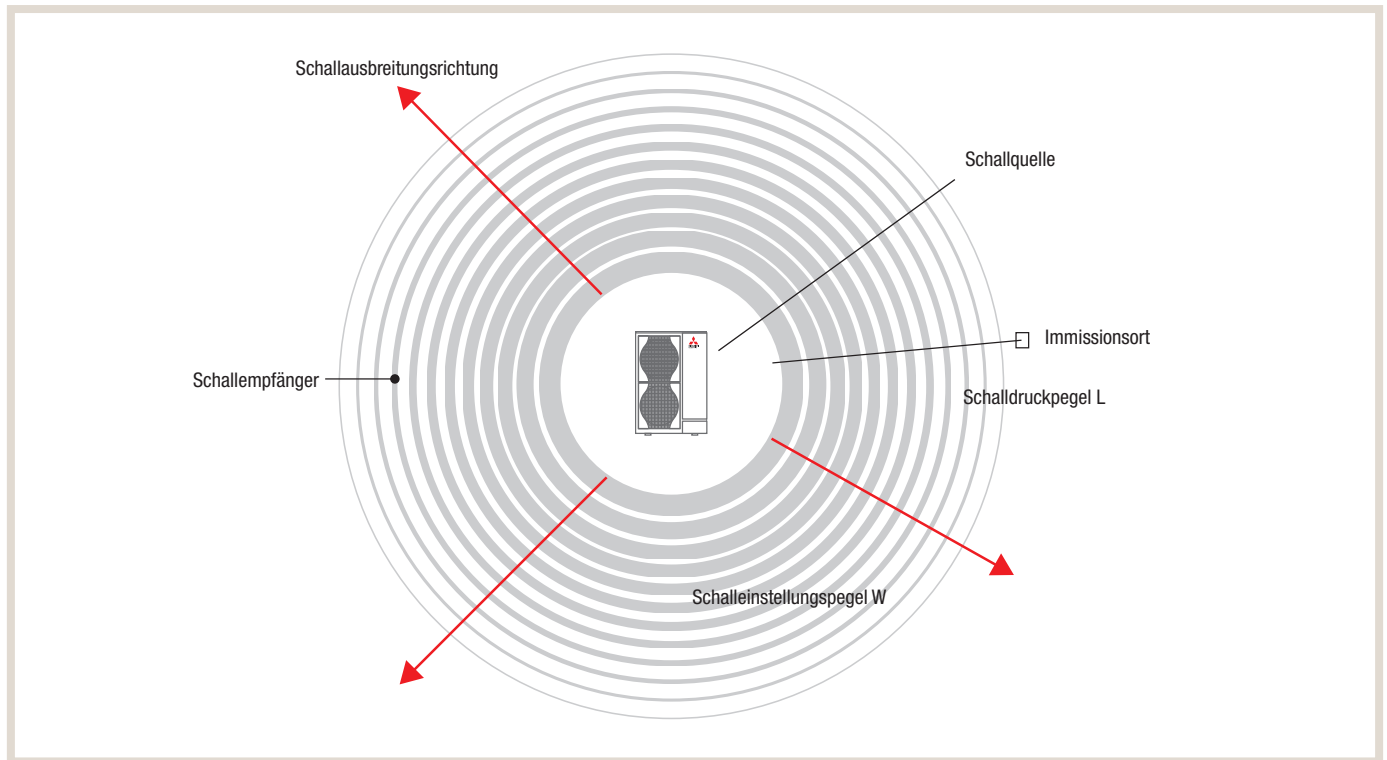 Schallausbreitungsrichtung
Schallquelle
Immissionsort
Schallempfänger
Schalldruckpegel L
Schalleinstellungspegel W